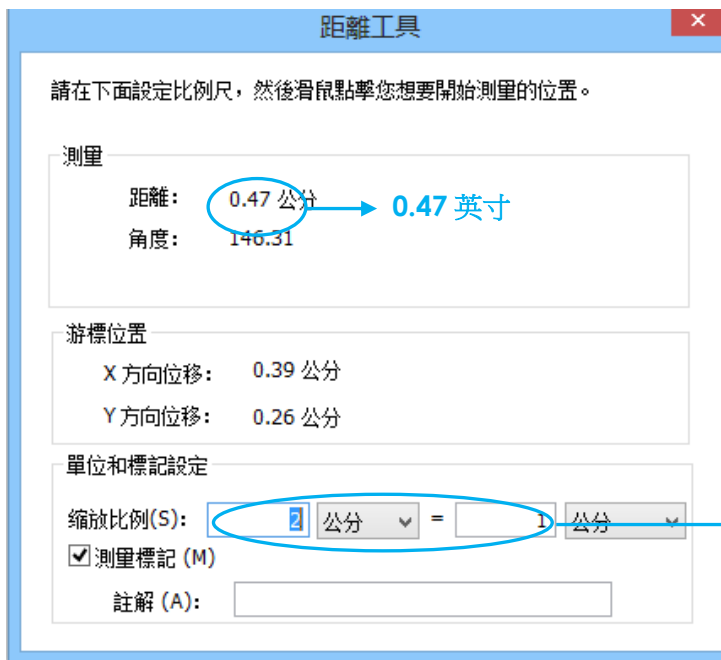 距離工具
請在下面設定比例尺，然後滑鼠點擊您想要開始測量的位置。
測量
距離： 0.47 公分 0.47 英寸
角度： 146.31
游標位置
X 方向位移： 0.39 公分
Y 方向位移： 0.26 公分
單位和標記設定
缩放比例(S)： 2 公分 = 1 公分
測量標記 (M)
註解 (A)：